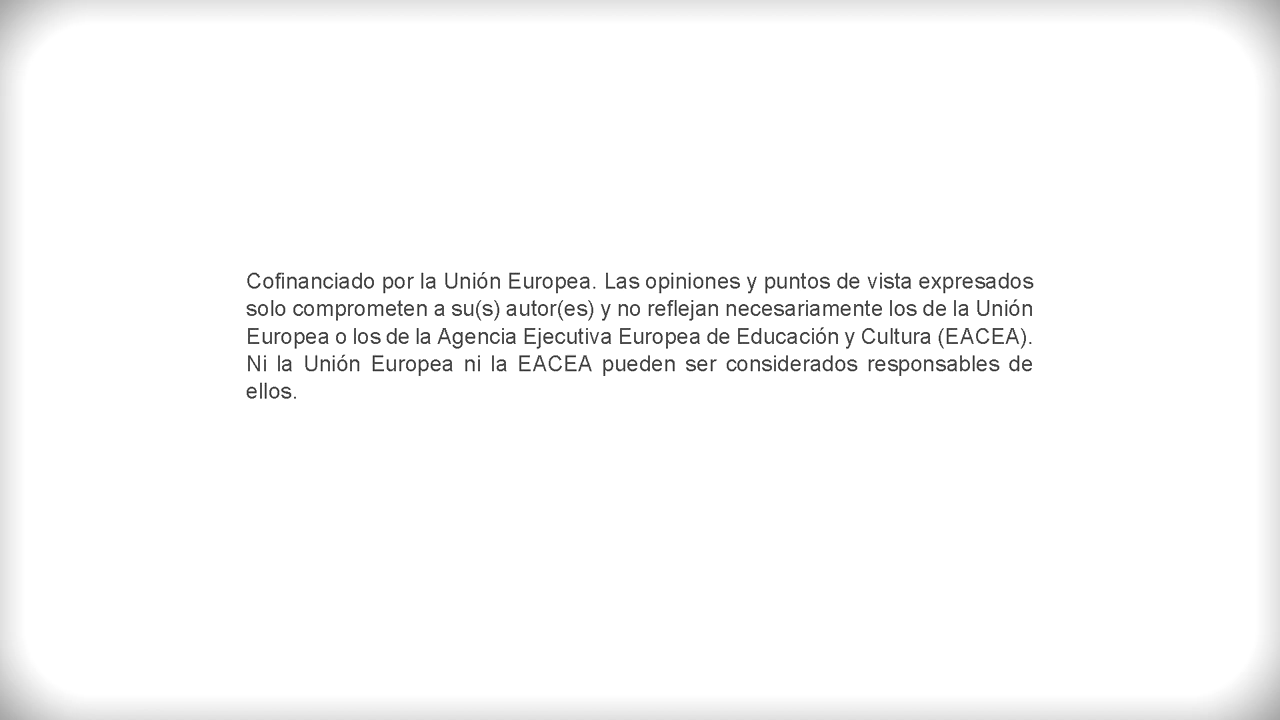 Cofinanciado por la Unión Europea. Las opiniones y puntos de vista expresados
solo comprometen a su(s) autor(es) y no reflejan necesariamente los de la Unión
Europea o los de la Agencia Ejecutiva Europea de Educación y Cultura (EACEA).
Ni la Unión Europea ni la EACEA pueden ser considerados responsables de
ellos.